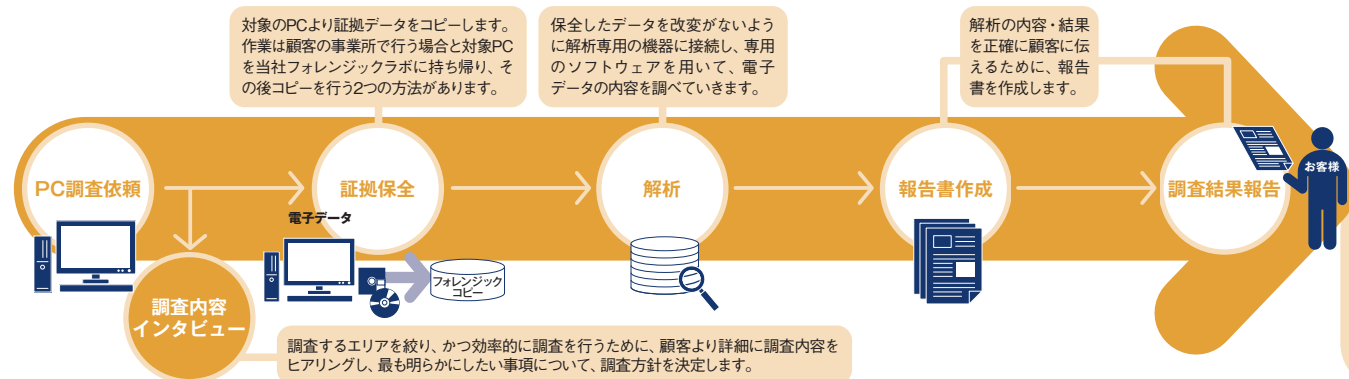 対象のPCより証拠データをコピーします。
作業は顧客の事業所で行う場合と対象PC
を当社フォレンジックラボに持ち帰り、そ
の後コピーを行う2つの方法があります。
保全したデータを改変がないよう
に解析専用の機器に接続し、専用
のソフトウェアを用いて、電子
データの内容を調べていきます。
解析の内容・結果
を正確に顧客に伝
えるために、報告
書を作成します。
PC調査依頼
証拠保全
解析
報告書作成
調査結果報告
お客様
電子データ
フォレンジック
コピー
調査内容
インタビュー
調査するエリアを絞り、かつ効率的に調査を行うために、顧客より詳細に調査内容を
ヒアリングし、最も明らかにしたい事項について、調査方針を決定します。